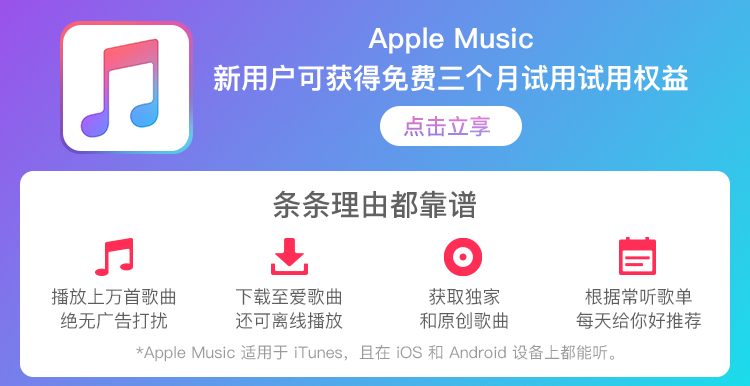 Apple Music
新用户可获得免费三个月试用试用权益
点击立享
条条理由都靠谱
播放上万首歌曲
绝无广告打扰
下载至爱歌曲
还可离线播放
获取独家
和原创歌曲
根据常听歌单
每天给你好推荐
*Apple Music 适用于 iTunes，且在 iOS 和 Android 设备上都能听。